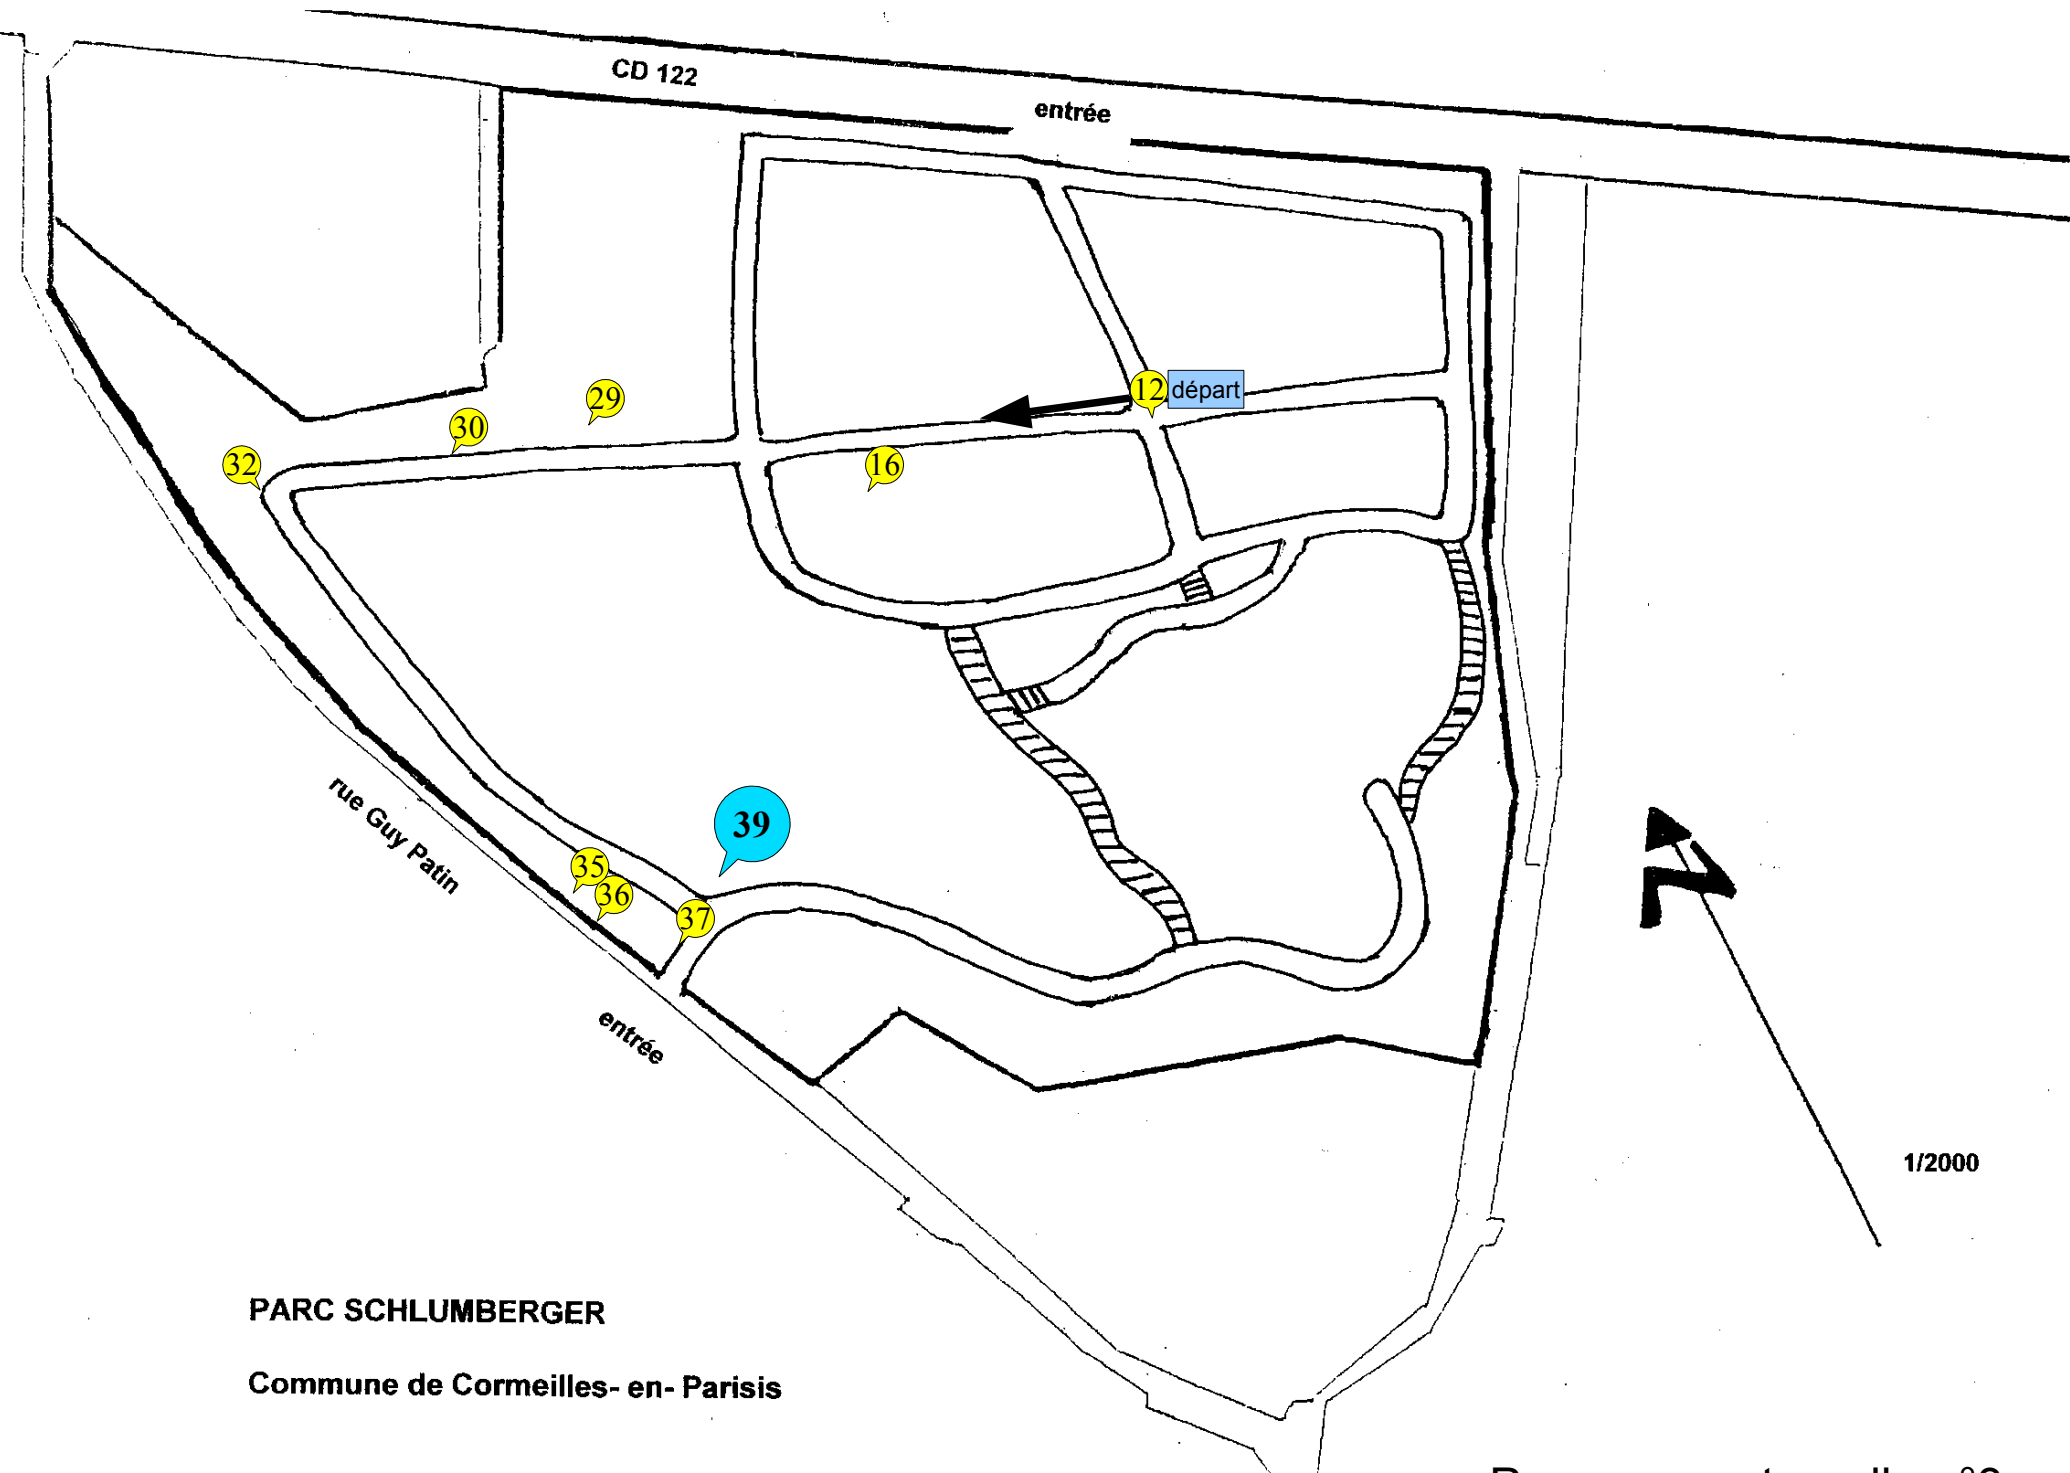 CD 122
entrée
12 départ
29
30
32
16
39
35
36
37
rue Guy Patin
entrée
N
1/2000
PARC SCHLUMBERGER
Commune de Cormeilles- en- Parisis